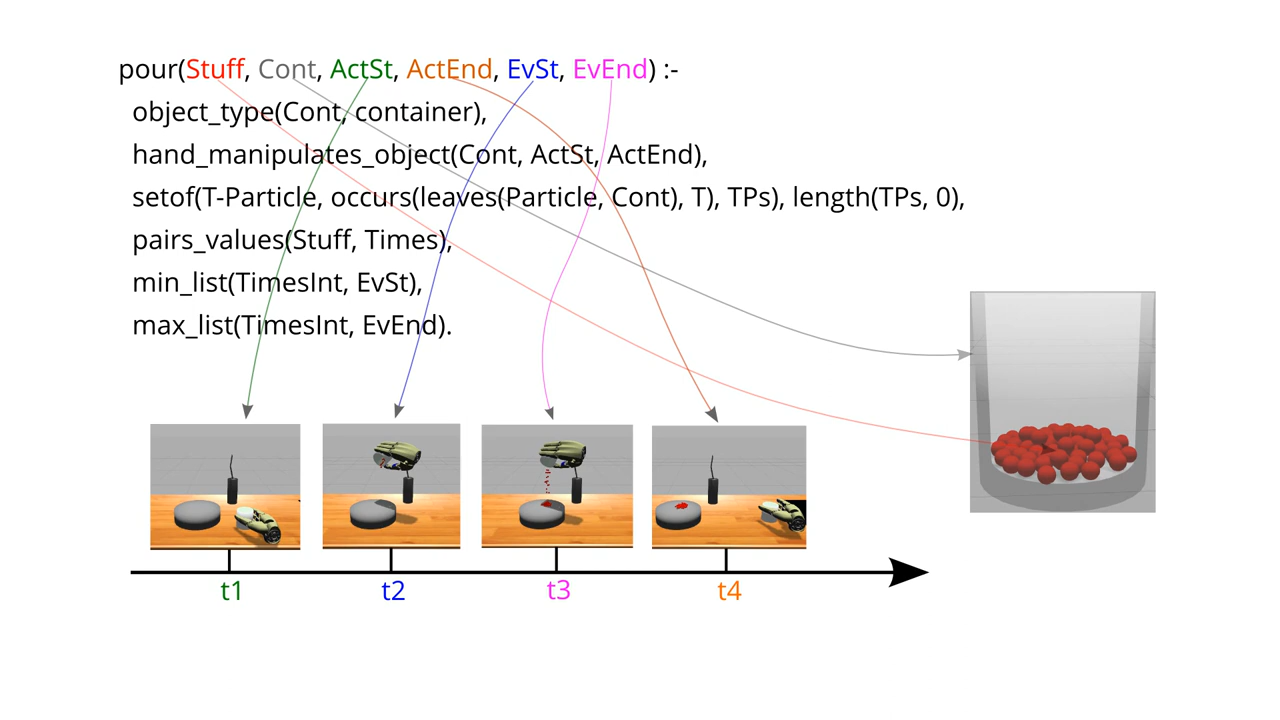 pour(Stuff, Cont, ActSt, ActEnd, EvSt, EvEnd) :-
object_type(Cont, container),
hand_manipulates_object(Cont, ActSt, ActEnd),
setof(T-Particle, occurs(leaves(Particle, Cont), T), TPs), length(TPs, 0),
pairs_values(Stuff, Times),
min_list(TimesInt, EvSt),
max_list(TimesInt, EvEnd).
t1 t2 t3 t4